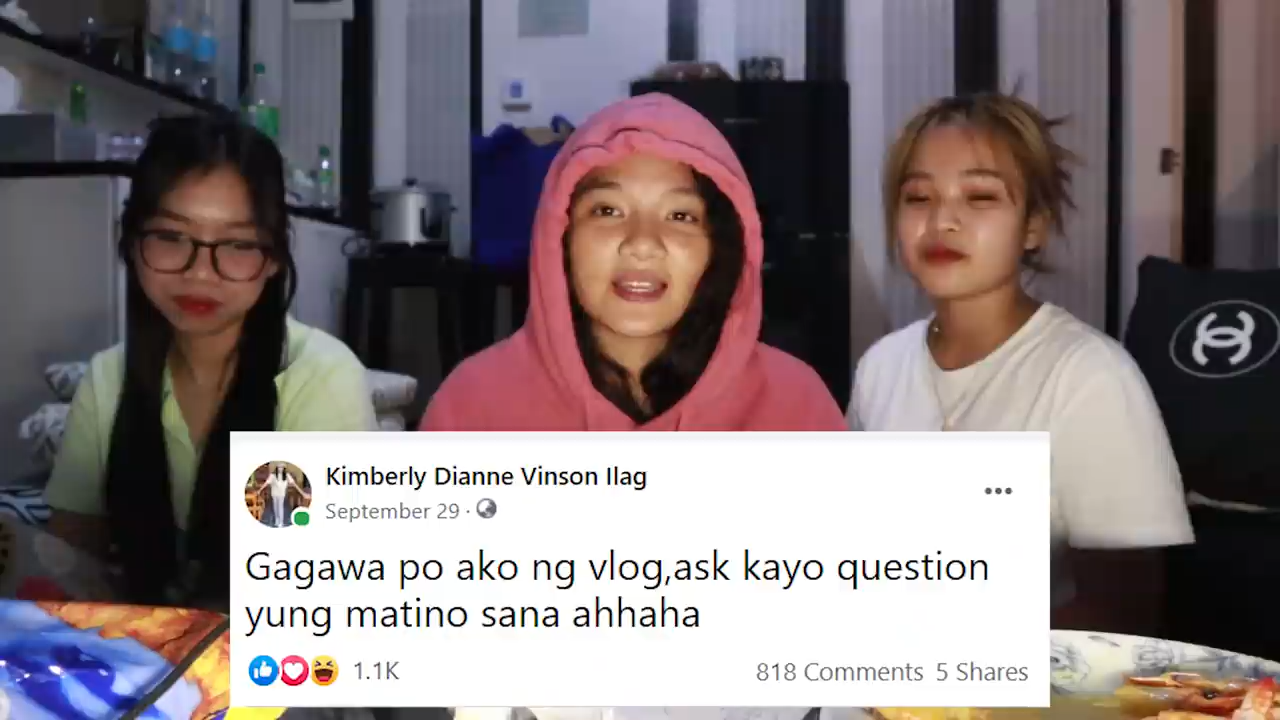 Kimberly Dianne Vinson Ilag
September 29 ·
Gagawa po ako ng vlog,ask kayo question
yung matino sana ahhaha
1.1K
818 Comments 5 Shares